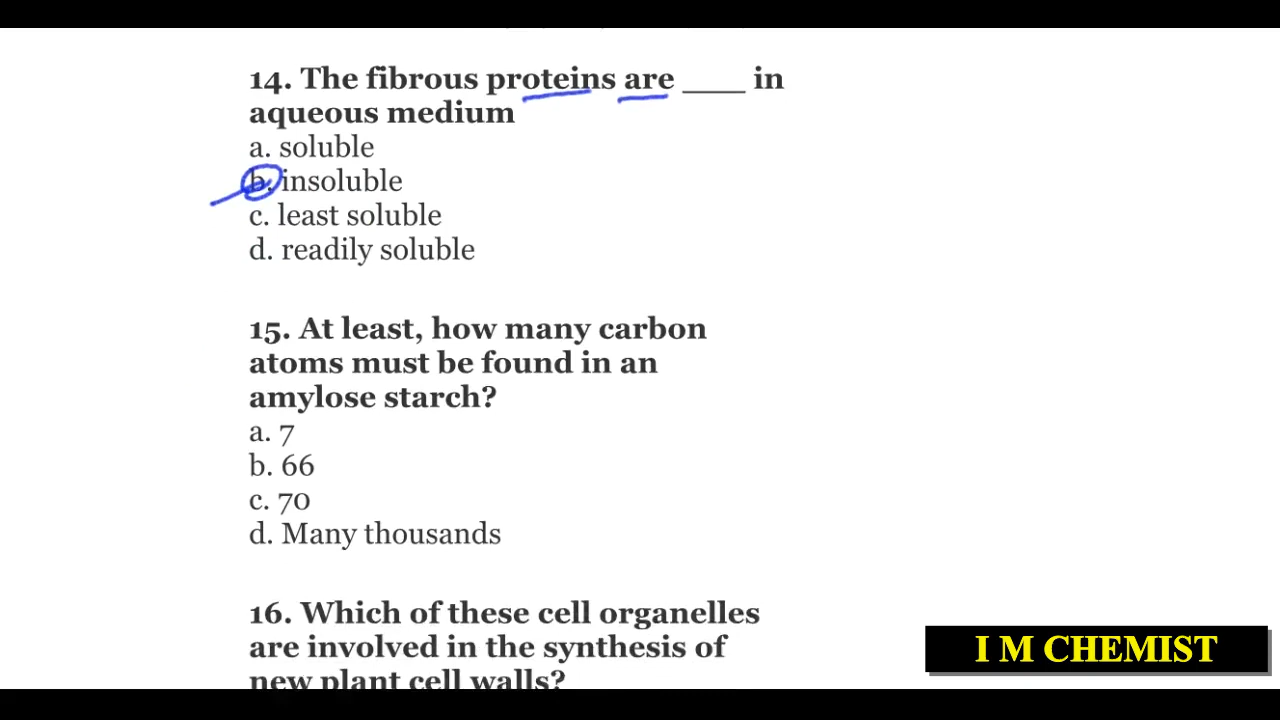 14. The fibrous proteins are ____ in
aqueous medium
a. soluble
b. insoluble
c. least soluble
d. readily soluble
15. At least, how many carbon
atoms must be found in an
amylose starch?
a. 7
b. 66
c. 70
d. Many thousands
16. Which of these cell organelles
are involved in the synthesis of
new plant cell walls?
I M CHEMIST